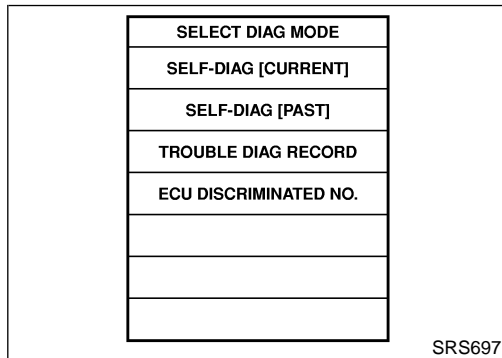 SELECT DIAG MODE
SELF-DIAG [CURRENT]
SELF-DIAG [PAST]
TROUBLE DIAG RECORD
ECU DISCRIMINATED NO.
SRS697